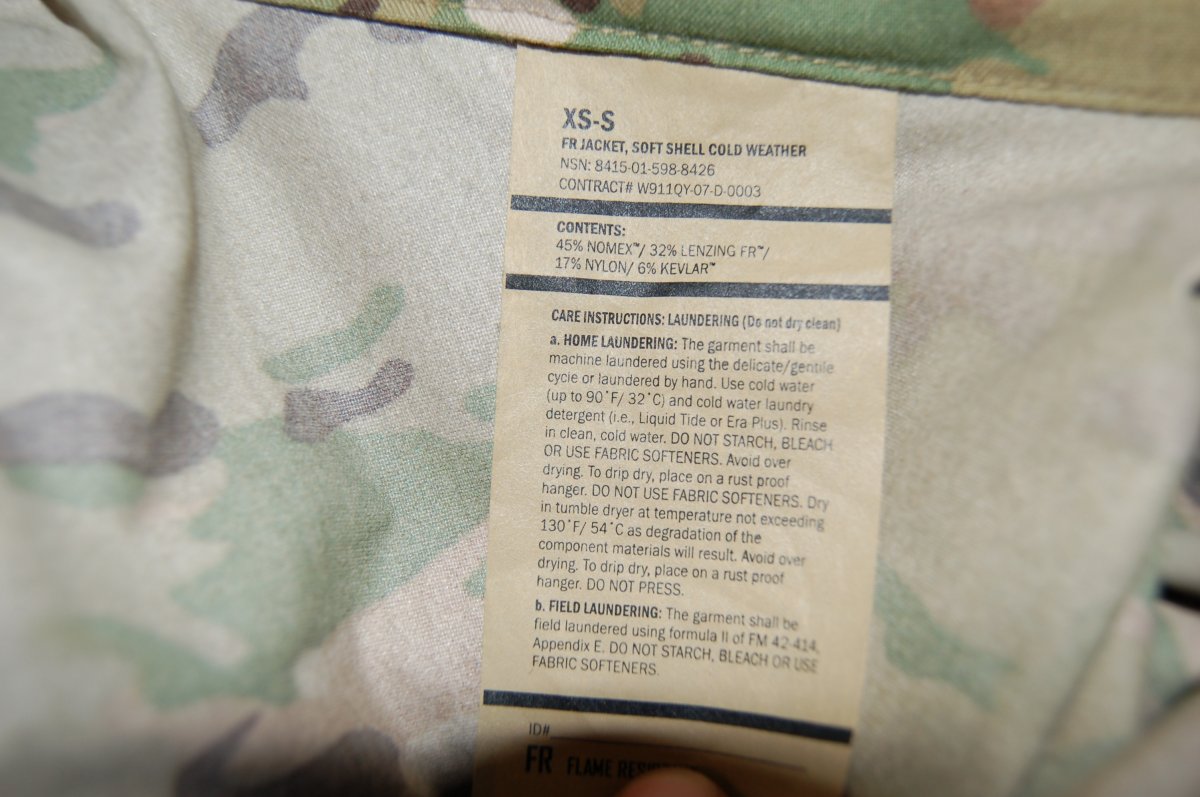 XS-S
FR JACKET, SOFT SHELL COLD WEATHER
NSN: 8415-01-598-8426
CONTRACT# W911QY-07-D-0003
CONTENTS:
45% NOMEX™/ 32% LENZING FR™/
17% NYLON/ 6% KEVLAR™
CARE INSTRUCTIONS: LAUNDERING (Do not dry clean)
a. HOME LAUNDERING: The garment shall be
machine laundered using the delicate/gentile
cycle or laundered by hand. Use cold water
(up to 90˚F/ 32˚C) and cold water laundry
detergent (i.e., Liquid Tide or Era Plus). Rinse
in clean, cold water. DO NOT STARCH, BLEACH
OR USE FABRIC SOFTENERS. Avoid over
drying. To drip dry, place on a rust proof
hanger. DO NOT USE FABRIC SOFTENERS. Dry
in tumble dryer at temperature not exceeding
130˚F/ 54˚C as degradation of the
component materials will result. Avoid over
drying. To drip dry, place on a rust proof
hanger. DO NOT PRESS.
b. FIELD LAUNDERING: The garment shall be
field laundered using formula II of FM 42-414,
Appendix E. DO NOT STARCH, BLEACH OR USE
FABRIC SOFTENERS.
ID#
FR FLAME